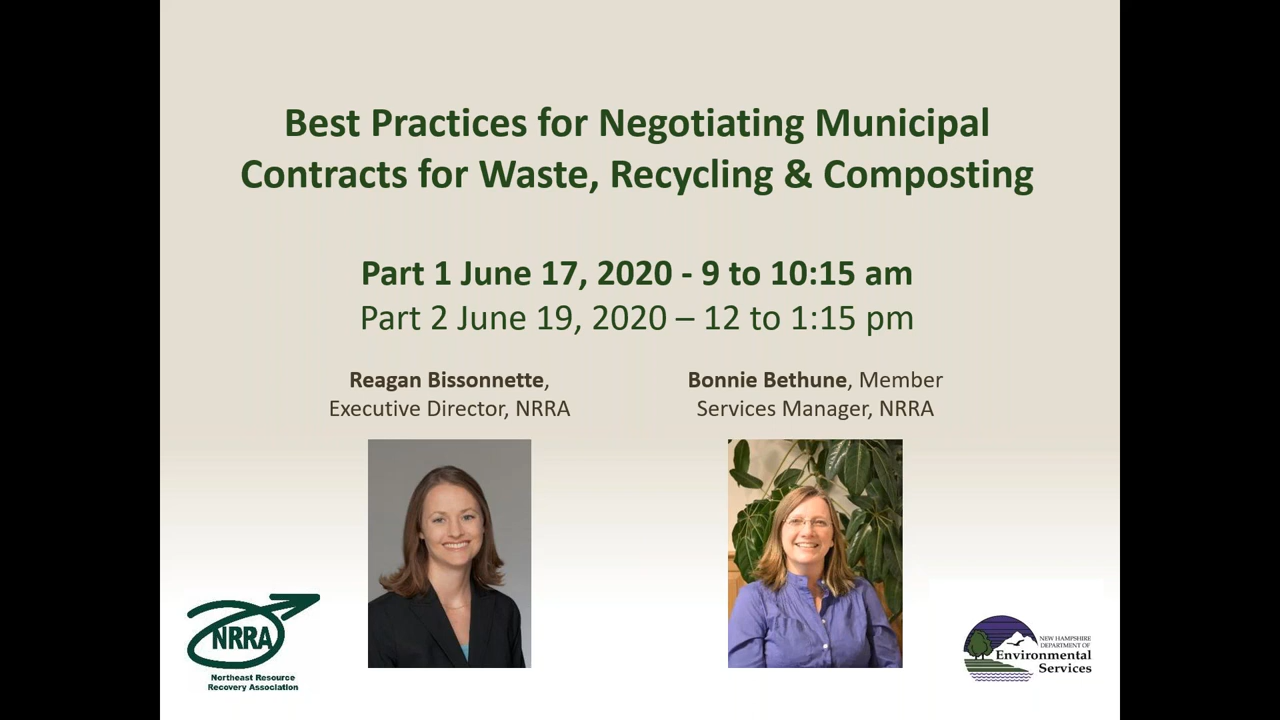 Best Practices for Negotiating Municipal
Contracts for Waste, Recycling & Composting
Part 1 June 17, 2020 - 9 to 10:15 am
Part 2 June 19, 2020 – 12 to 1:15 pm
Reagan Bissonnette,
Executive Director, NRRA
Bonnie Bethune, Member
Services Manager, NRRA
NRRA
Northeast Resource
Recovery Association
NEW HAMPSHIRE
DEPARTMENT OF
Environmental
Services